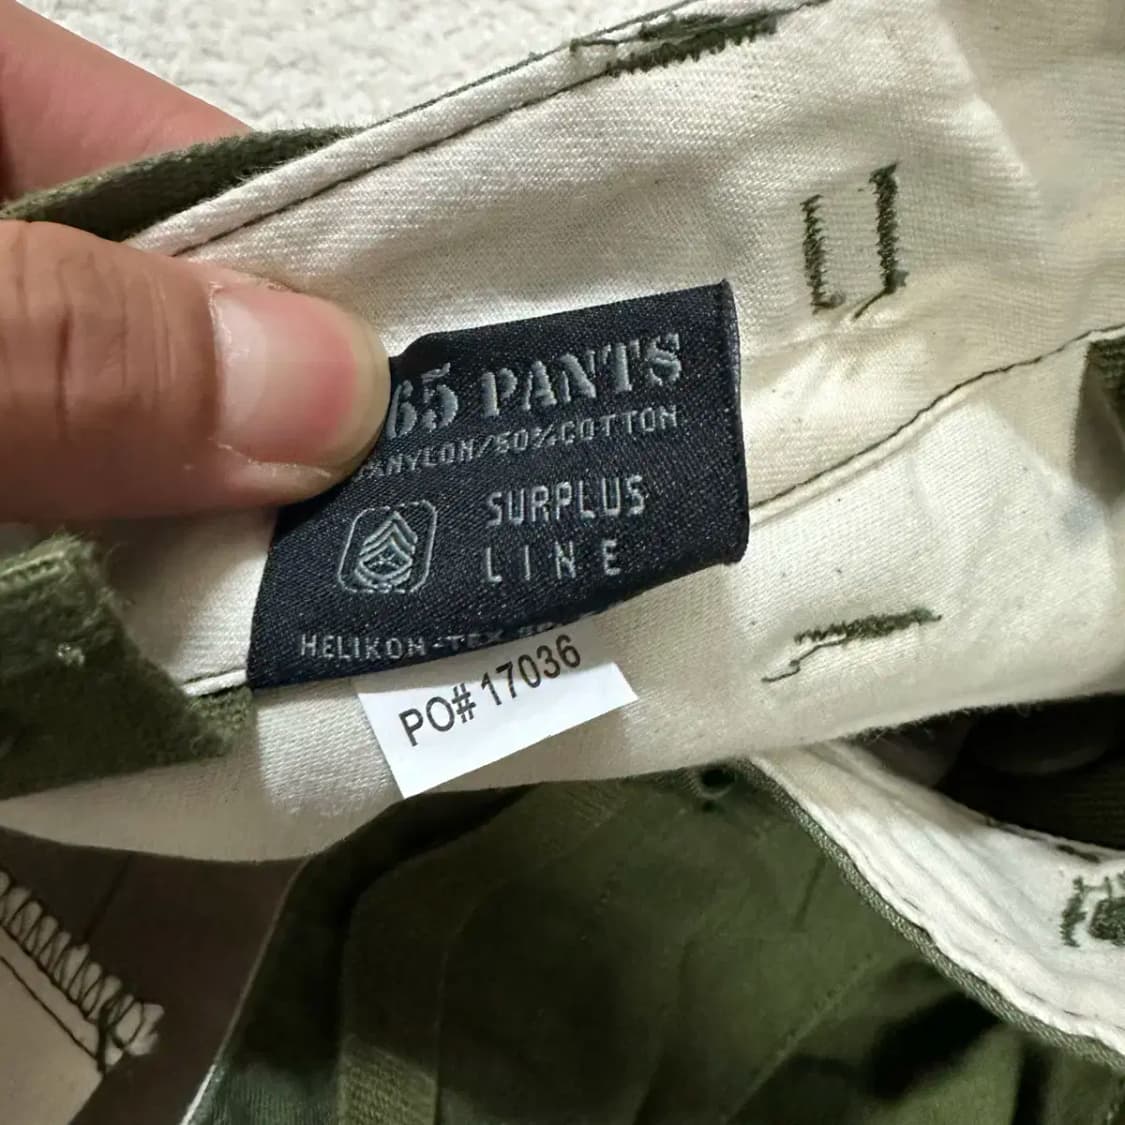 65 PANTS
NYLON/50%COTTON
SURPLUS
LINE
HELIKON-TEX
PO# 17036